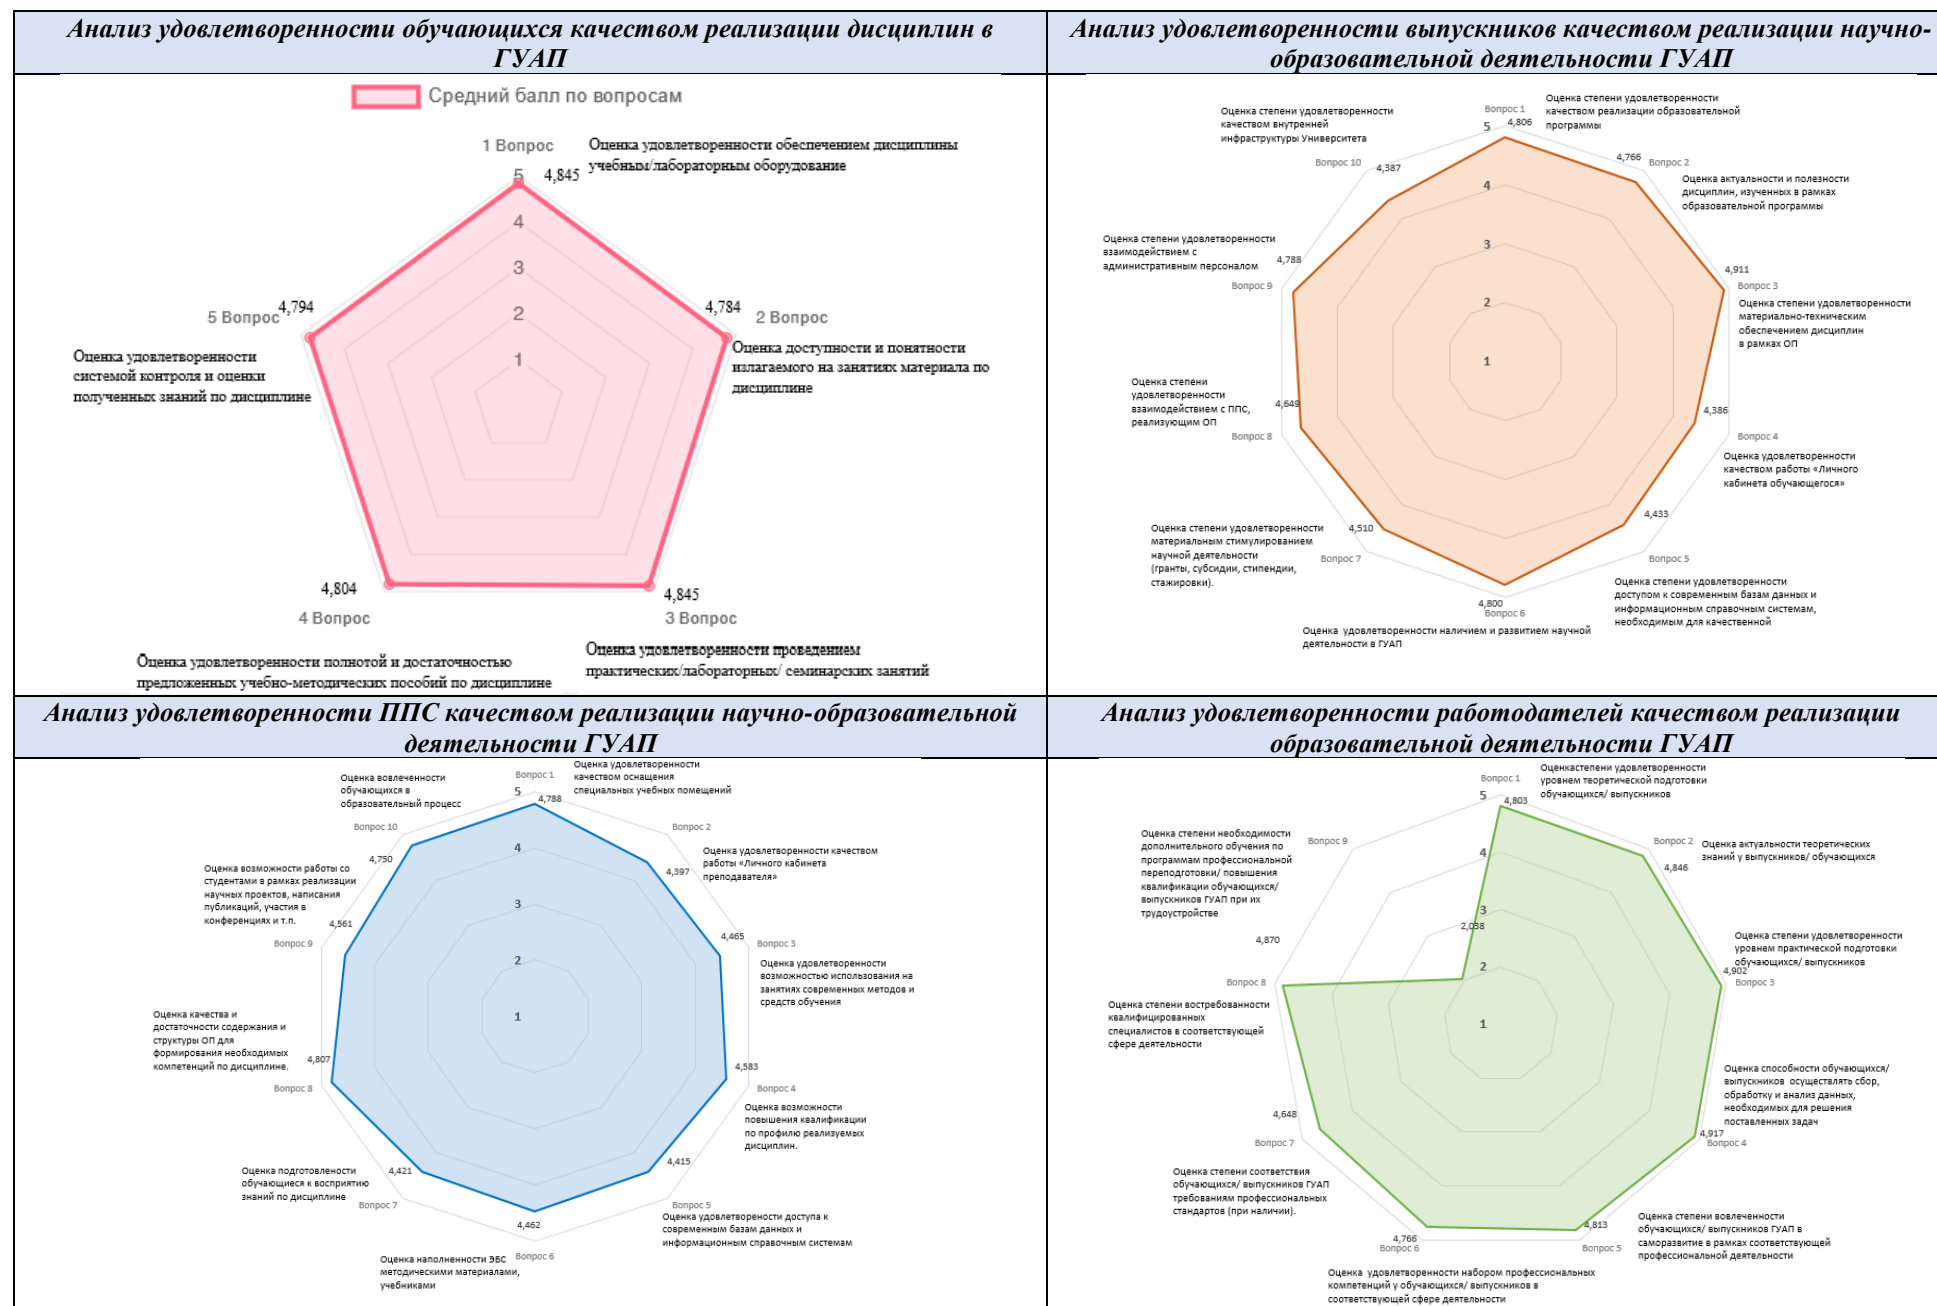 Анализ удовлетворенности обучающихся качеством реализации дисциплин в
ГУАП
Средний балл по вопросам
1 Вопрос
Оценка удовлетворенности обеспечением дисциплины
учебным/лабораторным оборудование
4,845
5
4
3
2
1
4,784
2 Вопрос
Оценка доступности и понятности
излагаемого на занятиях материала по
дисциплине
4,845
3 Вопрос
Оценка удовлетворенности проведением
практических/лабораторных/ семинарских занятий
4,804
4 Вопрос
Оценка удовлетворенности полнотой и достаточностью
предложенных учебно-методических пособий по дисциплине
4,794
5 Вопрос
Оценка удовлетворенности
системой контроля и оценки
полученных знаний по дисциплине
Анализ удовлетворенности выпускников качеством реализации научно-
образовательной деятельности ГУАП
Вопрос 1
4,806
Оценка степени удовлетворенности
качеством реализации образовательной
программы
5
4
3
2
1
4,766
Вопрос 2
Оценка актуальности и полезности
дисциплин, изученных в рамках
образовательной программы
4,911
Вопрос 3
Оценка степени удовлетворенности
материально-техническим
обеспечением дисциплин
в рамках ОП
4,386
Вопрос 4
Оценка удовлетворенности
качеством работы «Личного
кабинета обучающегося»
4,433
Вопрос 5
Оценка степени удовлетворенности
доступом к современным базам данных и
информационным справочным системам,
необходимым для качественной
4,800
Вопрос 6
Оценка удовлетворенности наличием и развитием научной
деятельности в ГУАП
4,510
Вопрос 7
Оценка степени удовлетворенности
материальным стимулированием
научной деятельности
(гранты, субсидии, стипендии,
стажировки).
4,649
Вопрос 8
Оценка степени
удовлетворенности
взаимодействием с ППС,
реализующим ОП
4,788
Вопрос 9
Оценка степени удовлетворенности
взаимодействием с
административным персоналом
4,387
Вопрос 10
Оценка степени удовлетворенности
качеством внутренней
инфраструктуры Университета
Анализ удовлетворенности ППС качеством реализации научно-образовательной
деятельности ГУАП
Вопрос 1
4,788
Оценка удовлетворенности
качеством оснащения
специальных учебных помещений
5
4
3
2
1
Вопрос 2
4,397
Оценка удовлетворенности качеством
работы «Личного кабинета
преподавателя»
4,465
Вопрос 3
Оценка удовлетворенности
возможностью использования на
занятиях современных методов и
средств обучения
4,583
Вопрос 4
Оценка возможности
повышения квалификации
по профилю реализуемых
дисциплин.
4,415
Вопрос 5
Оценка удовлетворености доступа к
современным базам данных и
информационным справочным системам
4,462
Вопрос 6
Оценка наполненности ЭБС
методическими материалами,
учебниками
4,421
Вопрос 7
Оценка подготовлености
обучающиеся к восприятию
знаний по дисциплине
4,807
Вопрос 8
Оценка качества и
достаточности содержания и
структуры ОП для
формирования необходимых
компетенций по дисциплине.
4,561
Вопрос 9
Оценка возможности работы со
студентами в рамках реализации
научных проектов, написания
публикаций, участия в
конференциях и т.п.
4,750
Вопрос 10
Оценка вовлеченности
обучающихся в
образовательный процесс
Анализ удовлетворенности работодателей качеством реализации
образовательной деятельности ГУАП
Вопрос 1
4,803
Оценкастепени удовлетворенности
уровнем теоретической подготовки
обучающихся/ выпускников
5
4
3
2
1
Вопрос 2
4,846
Оценка актуальности теоретических
знаний у выпускников/ обучающихся
4,902
Вопрос 3
Оценка степени удовлетворенности
уровнем практической подготовки
обучающихся/ выпускников
4,917
Вопрос 4
Оценка способности обучающихся/
выпускников осуществлять сбор,
обработку и анализ данных,
необходимых для решения
поставленных задач
4,813
Вопрос 5
Оценка степени вовлеченности
обучающихся/ выпускников ГУАП в
саморазвитие в рамках соответствующей
профессиональной деятельности
4,766
Вопрос 6
Оценка удовлетворенности набором профессиональных
компетенций у обучающихся/ выпускников в
соответствующей сфере деятельности
4,648
Вопрос 7
Оценка степени соответствия
обучающихся/ выпускников ГУАП
требованиям профессиональных
стандартов (при наличии).
4,870
Вопрос 8
Оценка степени востребованности
квалифицированных
специалистов в соответствующей
сфере деятельности
2,038
Вопрос 9
Оценка степени необходимости
дополнительного обучения по
программам профессиональной
переподготовки/ повышения
квалификации обучающихся/
выпускников ГУАП при их
трудоустройстве